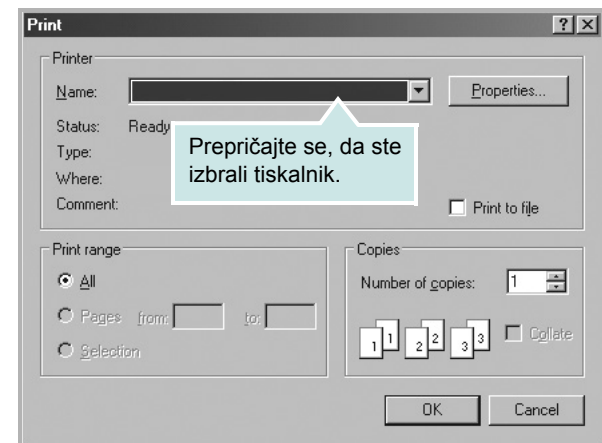 Print
Printer
Name:
Properties...
Status: Ready
Type:
Where:
Comment:
Prepričajte se, da ste
izbrali tiskalnik.
Print to file
Print range
All
Pages from: to:
Selection
Copies
Number of copies: 1
1 1 2 2 3 3
Collate
OK Cancel